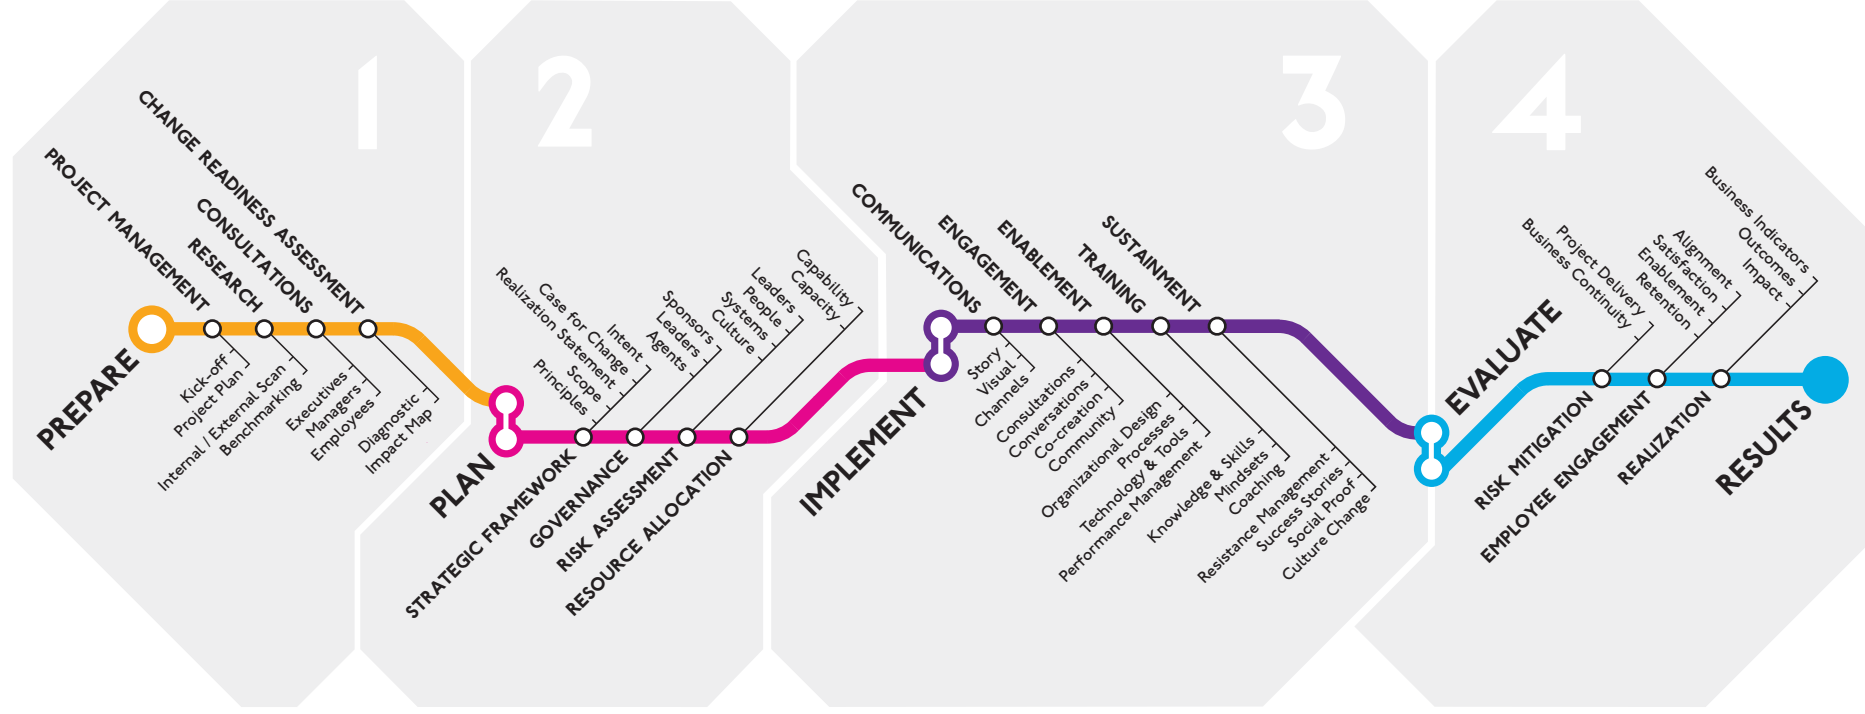 1
PREPARE
PROJECT MANAGEMENT
Kick-off
Project Plan
RESEARCH
Internal / External Scan
Benchmarking
CONSULTATIONS
Executives
Managers
Employees
CHANGE READINESS ASSESSMENT
Diagnostic
Impact Map
2
PLAN
STRATEGIC FRAMEWORK
Principles
Scope
Realization Statement
Case for Change
Intent
GOVERNANCE
Agents
Leaders
Sponsors
RISK ASSESSMENT
Culture
Systems
People
Leaders
RESOURCE ALLOCATION
Capacity
Capability
3
IMPLEMENT
COMMUNICATIONS
Story
Visual
Channels
ENGAGEMENT
Consultations
Conversations
Co-creation
Community
ENABLEMENT
Organizational Design
Processes
Technology & Tools
Performance Management
TRAINING
Knowledge & Skills
Mindsets
Coaching
SUSTAINMENT
Resistance Management
Success Stories
Social Proof
Culture Change
4
EVALUATE
RISK MITIGATION
Business Continuity
Project Delivery
EMPLOYEE ENGAGEMENT
Retention
Enablement
Satisfaction
Alignment
REALIZATION
Impact
Outcomes
Business Indicators
RESULTS